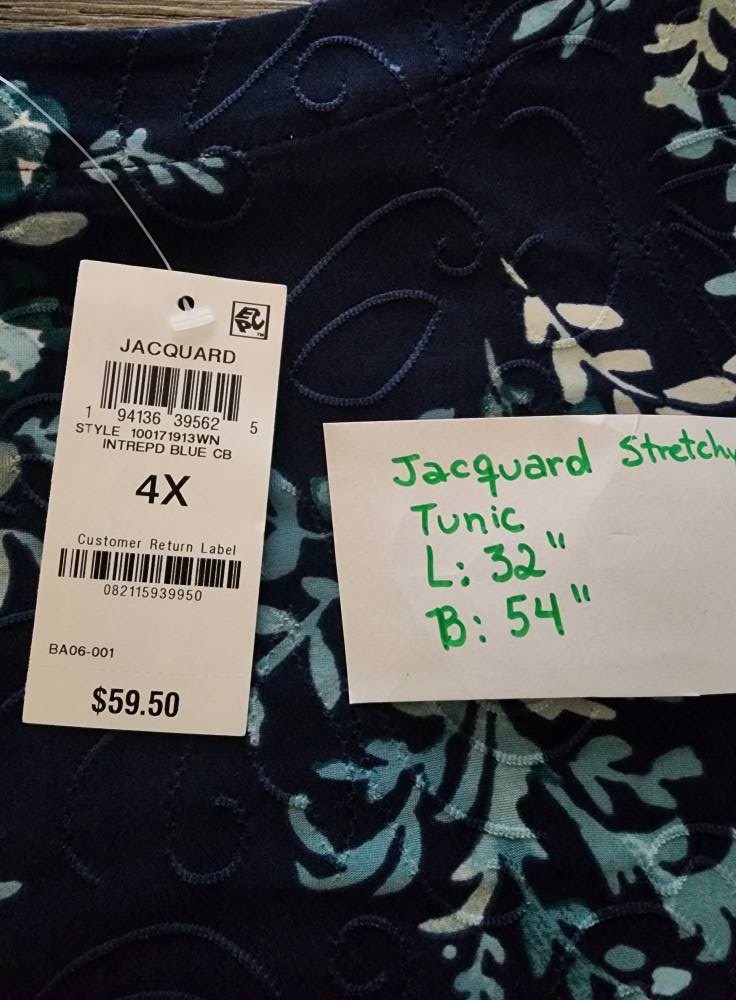 JACQUARD
1 94136 39562 5
STYLE 100171913WN
INTREPD BLUE CB
4X
Customer Return Label
082115939950
BA06-001
$59.50
Jacquard Stretchy
Tunic
L: 32"
B: 54"